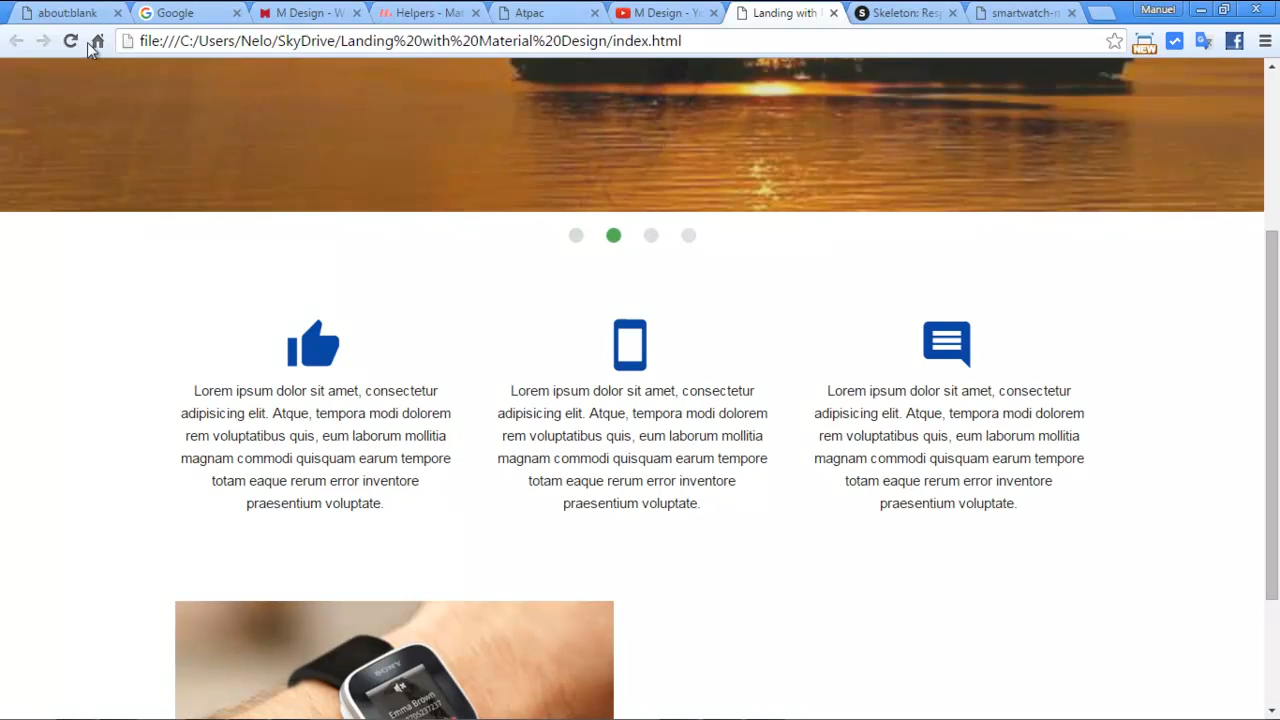 about:blank
Google
M Design - W
Helpers - Mat
Atpac
M Design - Yo
Landing with
Skeleton: Resp
smartwatch-n
Manuel
file:///C:/Users/Nelo/SkyDrive/Landing%20with%20Material%20Design/index.html
NEW
Lorem ipsum dolor sit amet, consectetur
adipisicing elit. Atque, tempora modi dolorem
rem voluptatibus quis, eum laborum mollitia
magnam commodi quisquam earum tempore
totam eaque rerum error inventore
praesentium voluptate.
Lorem ipsum dolor sit amet, consectetur
adipisicing elit. Atque, tempora modi dolorem
rem voluptatibus quis, eum laborum mollitia
magnam commodi quisquam earum tempore
totam eaque rerum error inventore
praesentium voluptate.
Lorem ipsum dolor sit amet, consectetur
adipisicing elit. Atque, tempora modi dolorem
rem voluptatibus quis, eum laborum mollitia
magnam commodi quisquam earum tempore
totam eaque rerum error inventore
praesentium voluptate.
SONY
Emma Brown